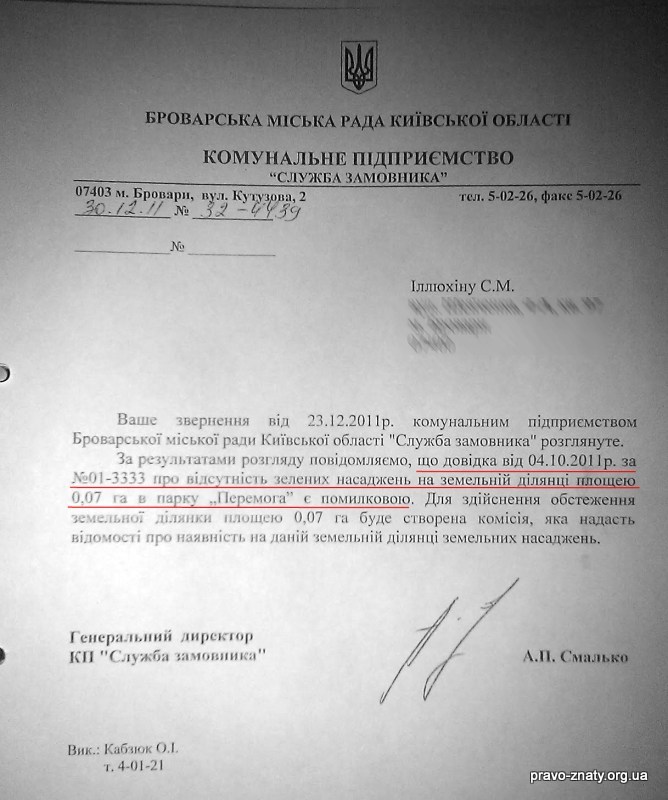 БРОВАРСЬКА МІСЬКА РАДА КИЇВСЬКОЇ ОБЛАСТІ
КОМУНАЛЬНЕ ПІДПРИЄМСТВО
“СЛУЖБА ЗАМОВНИКА”
07403 м. Бровари, вул. Кутузова, 2 тел. 5-02-26, факс 5-02-26
30.12.11 № 32-4439
№
Іллюхіну С.М.
Ваше звернення від 23.12.2011р. комунальним підприємством
Броварської міської ради Київської області "Служба замовника" розглянуте.
За результатами розгляду повідомляємо, що довідка від 04.10.2011р. за
№01-3333 про відсутність зелених насаджень на земельній ділянці площею
0,07 га в парку „Перемога” є помилковою. Для здійснення обстеження
земельної ділянки площею 0,07 га буде створена комісія, яка надасть
відомості про наявність на даній земельній ділянці земельних насаджень.
Генеральний директор
КП "Служба замовника" А.П. Смалько
Вик.: Кабзюк О.І.
т. 4-01-21
pravo-znaty.org.ua